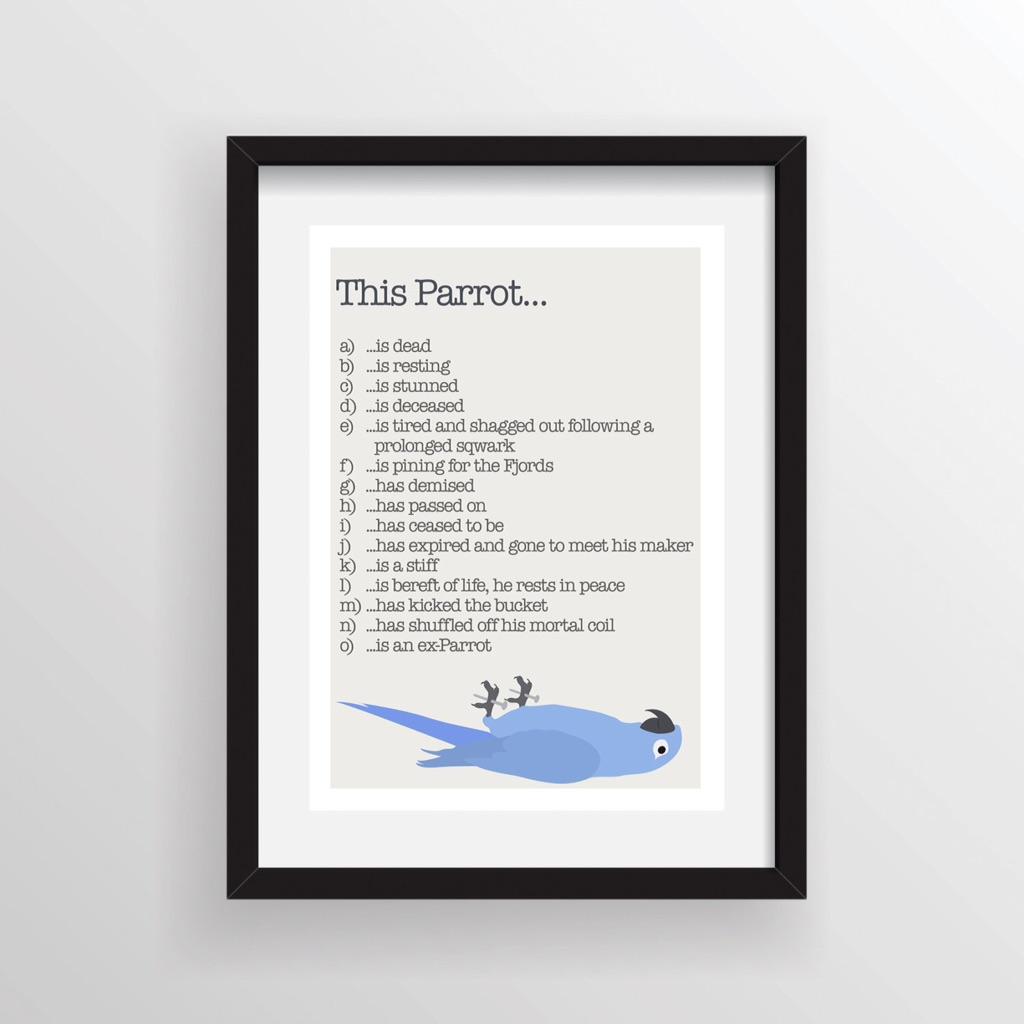 This Parrot...
a) ...is dead
b) ...is resting
c) ...is stunned
d) ...is deceased
e) ...is tired and shagged out following a
prolonged sqwark
f) ...is pining for the Fjords
g) ...has demised
h) ...has passed on
i) ...has ceased to be
j) ...has expired and gone to meet his maker
k) ...is a stiff
l) ...is bereft of life, he rests in peace
m) ...has kicked the bucket
n) ...has shuffled off his mortal coil
o) ...is an ex-Parrot